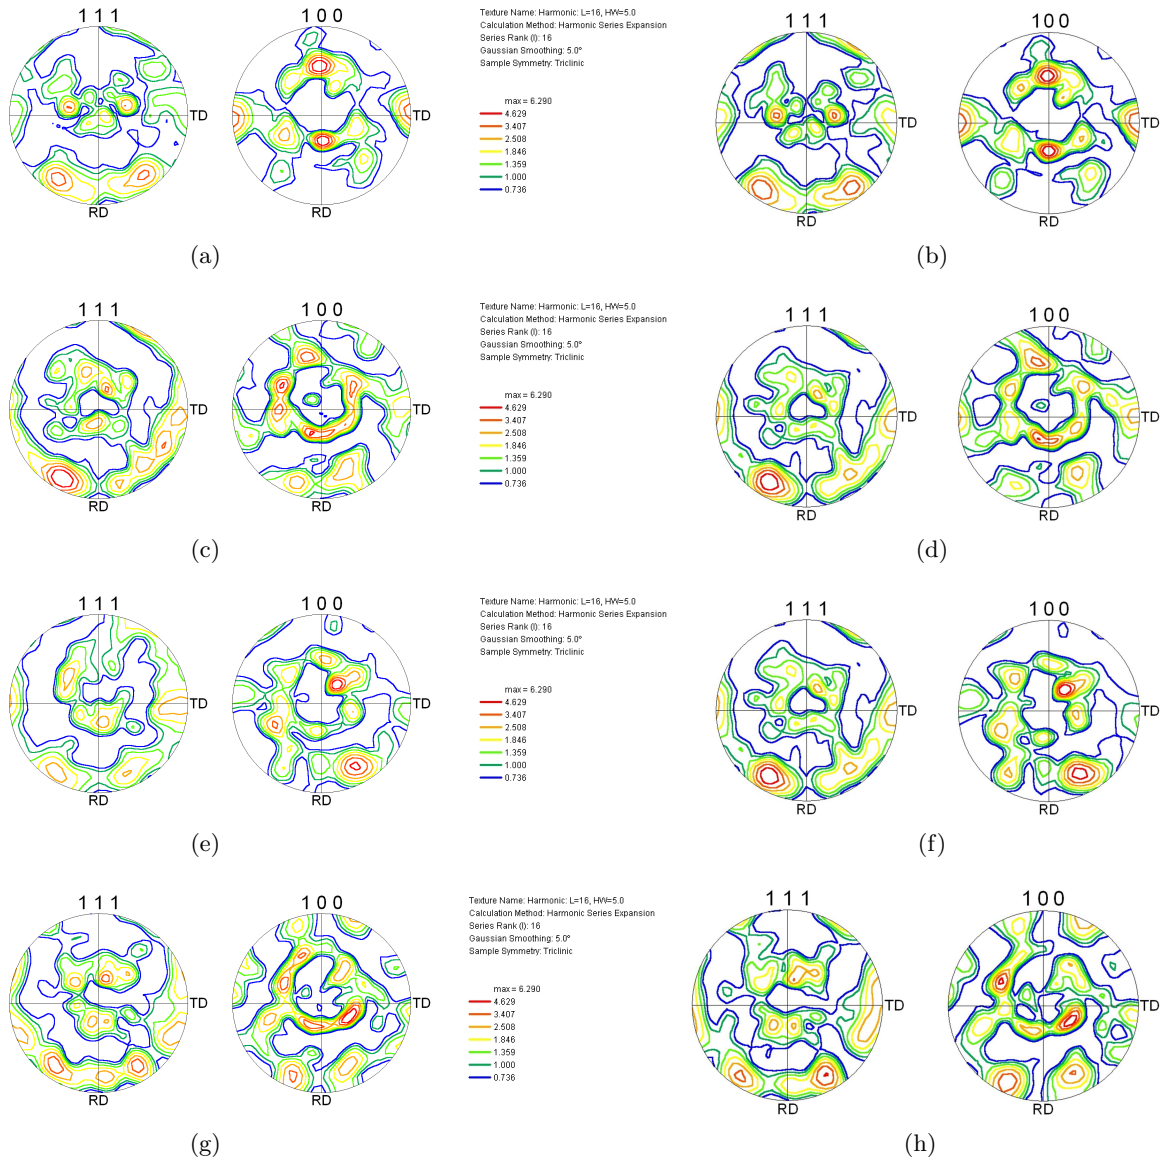 1 1 1
1 0 0
TD
TD
RD
RD
Texture Name: Harmonic: L=16, HW=5.0
Calculation Method: Harmonic Series Expansion
Series Rank (l): 16
Gaussian Smoothing: 5.0°
Sample Symmetry: Triclinic
max = 6.290
4.629
3.407
2.508
1.846
1.359
1.000
0.736
1 1 1
1 0 0
TD
TD
RD
RD
(a)
(b)
1 1 1
1 0 0
TD
TD
RD
RD
Texture Name: Harmonic: L=16, HW=5.0
Calculation Method: Harmonic Series Expansion
Series Rank (l): 16
Gaussian Smoothing: 5.0°
Sample Symmetry: Triclinic
max = 6.290
4.629
3.407
2.508
1.846
1.359
1.000
0.736
1 1 1
1 0 0
TD
TD
RD
RD
(c)
(d)
1 1 1
1 0 0
TD
TD
RD
RD
Texture Name: Harmonic: L=16, HW=5.0
Calculation Method: Harmonic Series Expansion
Series Rank (l): 16
Gaussian Smoothing: 5.0°
Sample Symmetry: Triclinic
max = 6.290
4.629
3.407
2.508
1.846
1.359
1.000
0.736
1 1 1
1 0 0
TD
TD
RD
RD
(e)
(f)
1 1 1
1 0 0
TD
TD
RD
RD
Texture Name: Harmonic: L=16, HW=5.0
Calculation Method: Harmonic Series Expansion
Series Rank (l): 16
Gaussian Smoothing: 5.0°
Sample Symmetry: Triclinic
max = 6.290
4.629
3.407
2.508
1.846
1.359
1.000
0.736
1 1 1
1 0 0
TD
TD
RD
RD
(g)
(h)